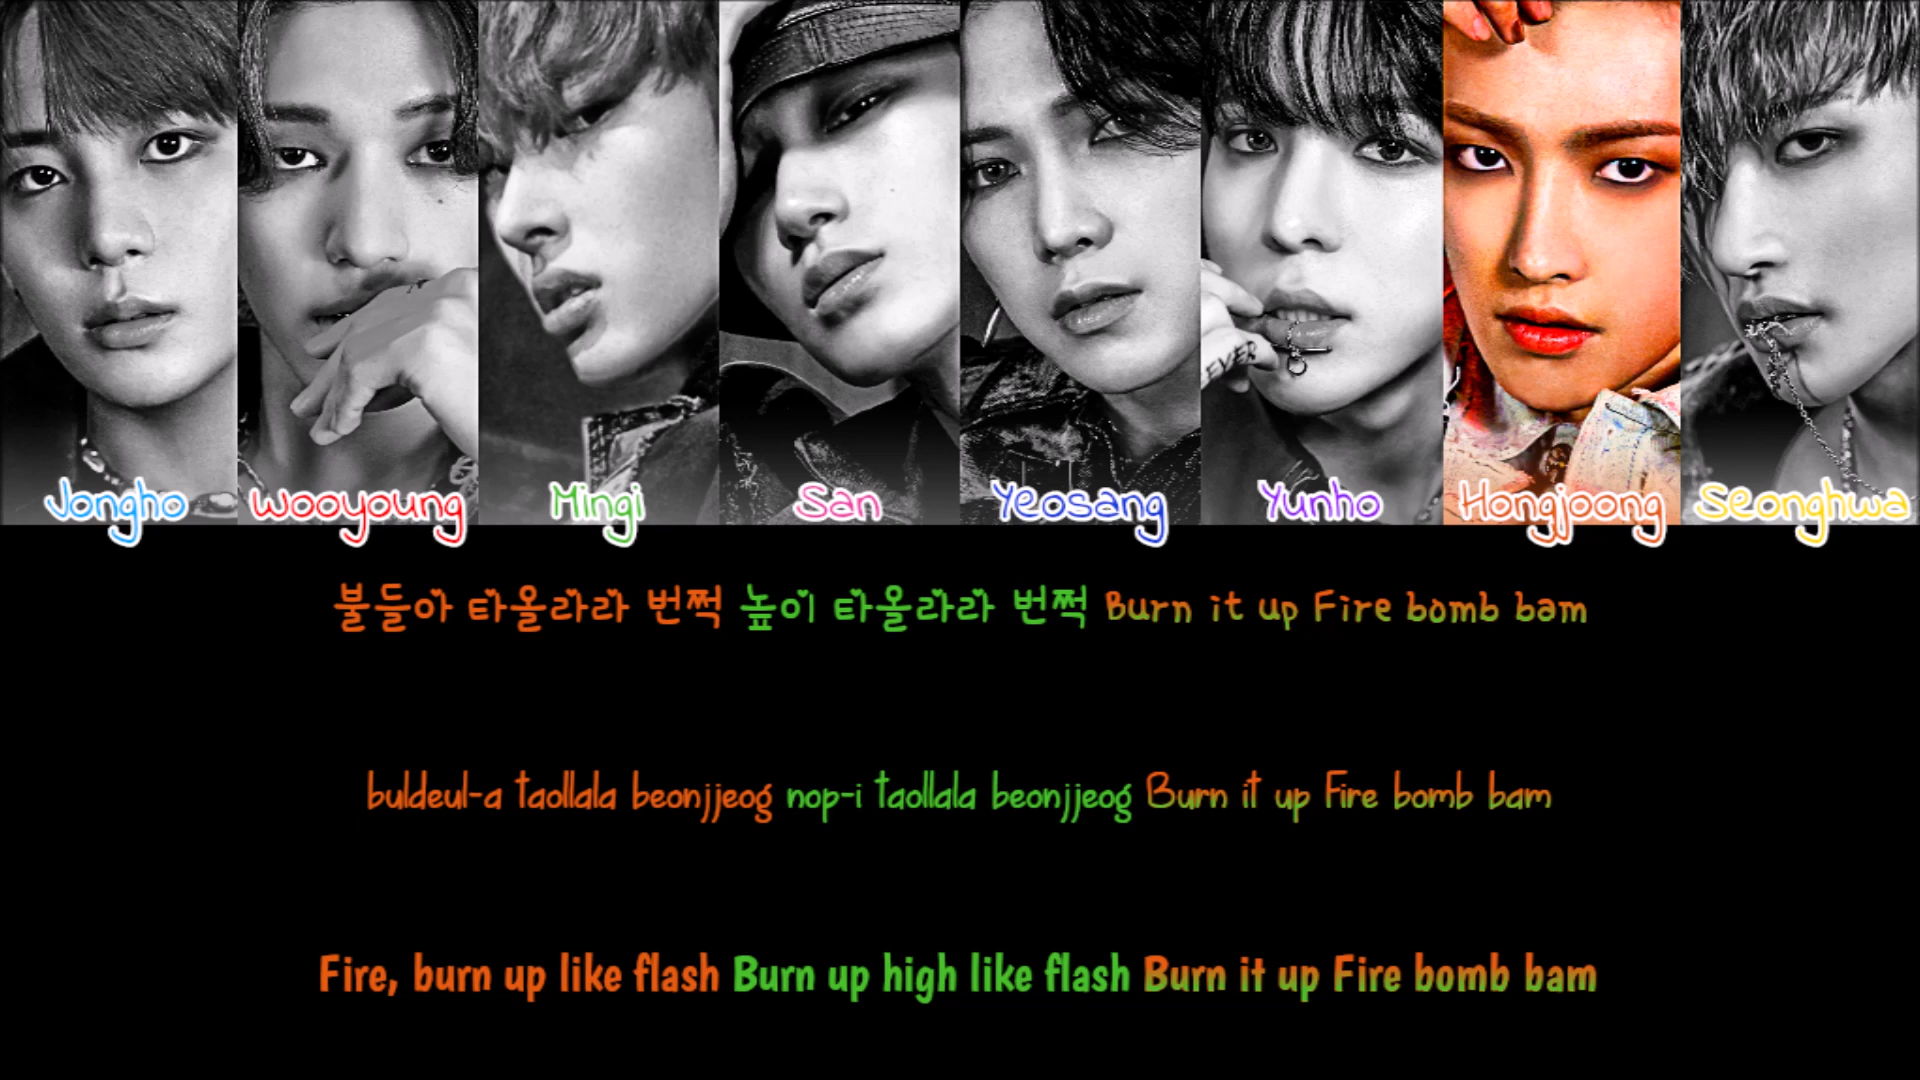 Jongho Wooyoung Mingi San Yeosang Yunho Hongjoong Seonghwa
EVER
불들아 타올라라 번쩍 높이 타올라라 번쩍 Burn it up Fire bomb bam
buldeul-a taollala beonjjeog nop-i taollala beonjjeog Burn it up Fire bomb bam
Fire, burn up like flash Burn up high like flash Burn it up Fire bomb bam